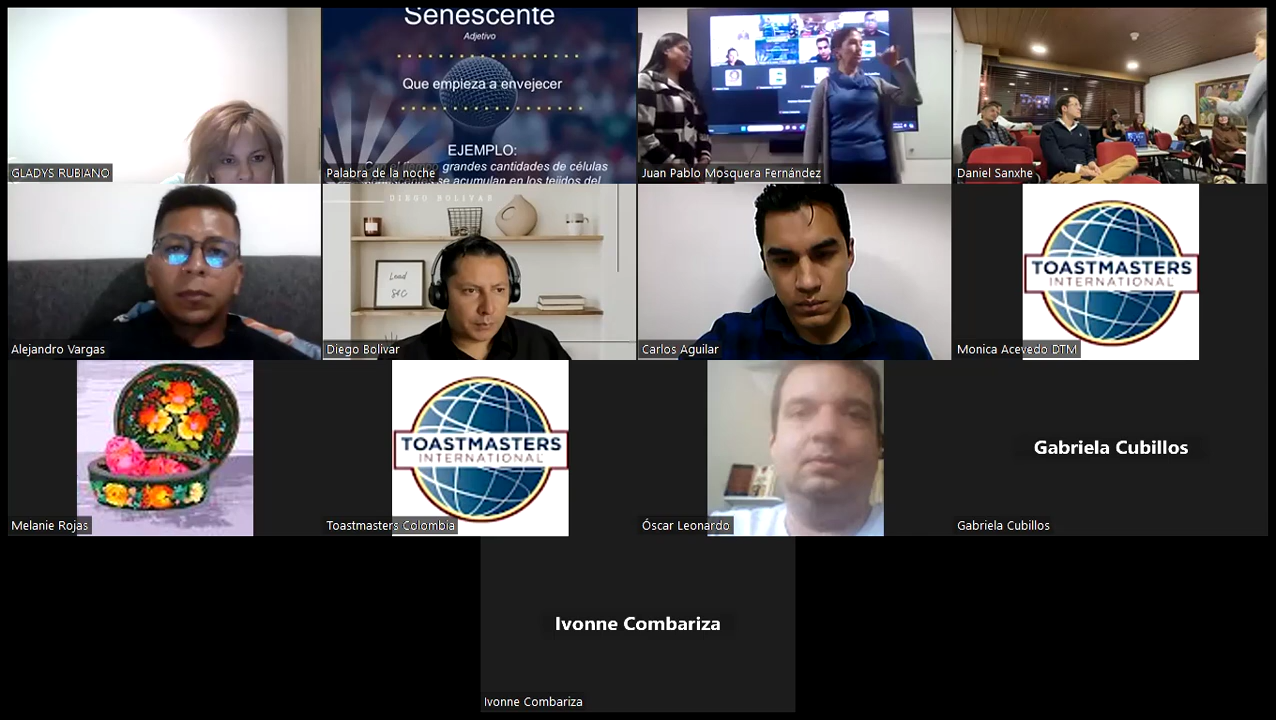 Senescente
Adjetivo
Que empieza a envejecer
EJEMPLO:
grandes cantidades de células
se acumulan en los tejidos del
GLADYS RUBIANO
Palabra de la noche
Juan Pablo Mosquera Fernández
Daniel Sanxhe
DIEGO BOLIVAR
Lead
TOASTMASTERS
INTERNATIONAL
Alejandro Vargas
Diego Bolivar
Carlos Aguilar
Monica Acevedo DTM
TOASTMASTERS
INTERNATIONAL
Gabriela Cubillos
Melanie Rojas
Toastmasters Colombia
Óscar Leonardo
Gabriela Cubillos
Ivonne Combariza
Ivonne Combariza